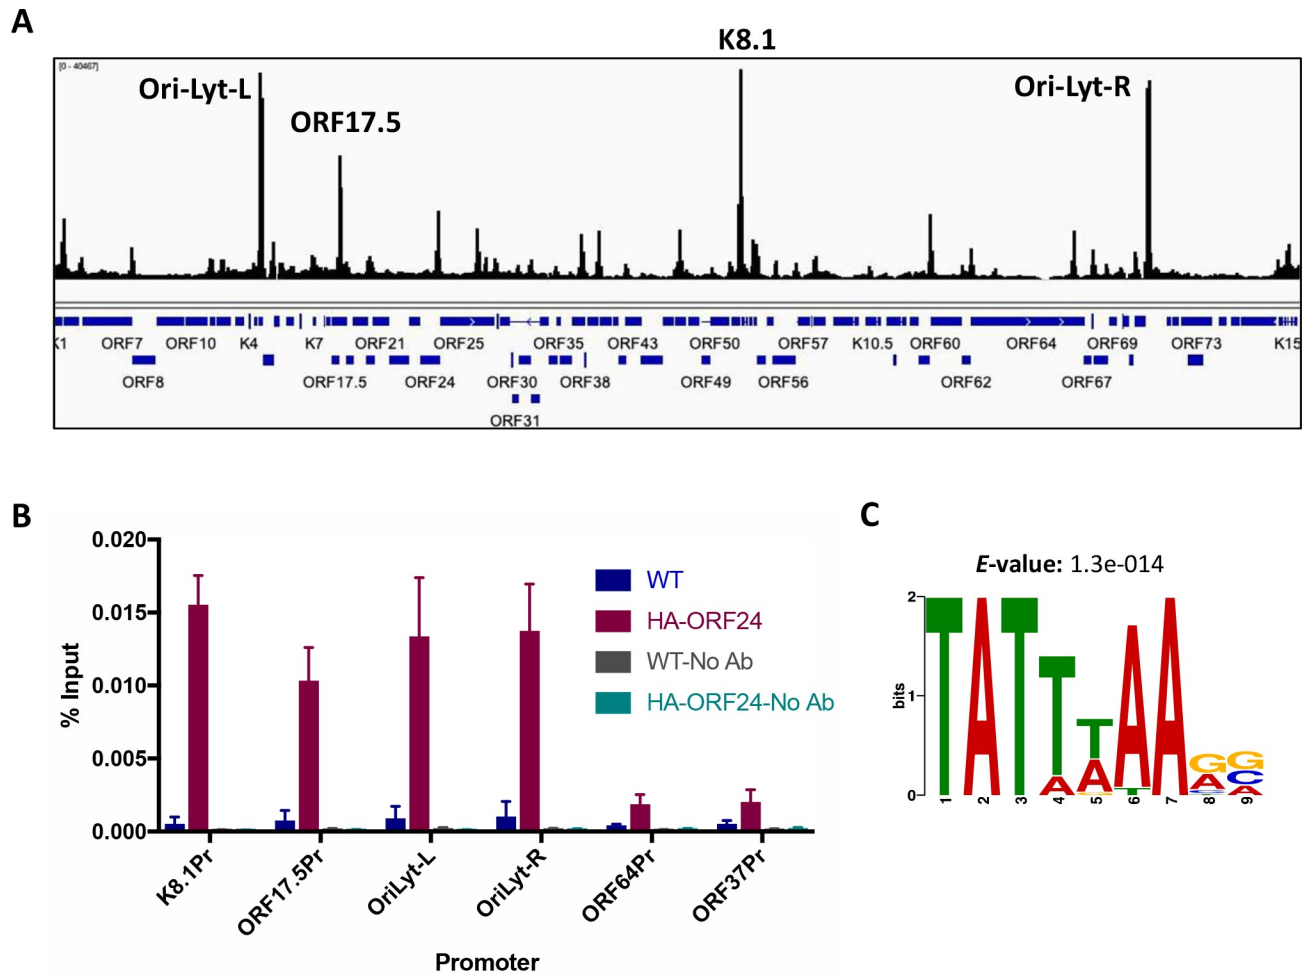 A
K8.1
[0 - 40467]
Ori-Lyt-L
Ori-Lyt-R
ORF17.5
K1 ORF7 ORF10 K4 K7 ORF21 ORF25 ORF35 ORF43 ORF50 ORF57 K10.5 ORF60 ORF64 ORF69 ORF73 K15
ORF8 ORF17.5 ORF24 ORF30 ORF38 ORF49 ORF56 ORF62 ORF67
ORF31
B
% Input
0.020
0.015
0.010
0.005
0.000
WT
HA-ORF24
WT-No Ab
HA-ORF24-No Ab
K8.1Pr
ORF17.5Pr
OriLyt-L
OriLyt-R
ORF64Pr
ORF37Pr
Promoter
C
E-value: 1.3e-014
bits
2
1
0
T A T T T A A G G
A A T A C
A
1 2 3 4 5 6 7 8 9